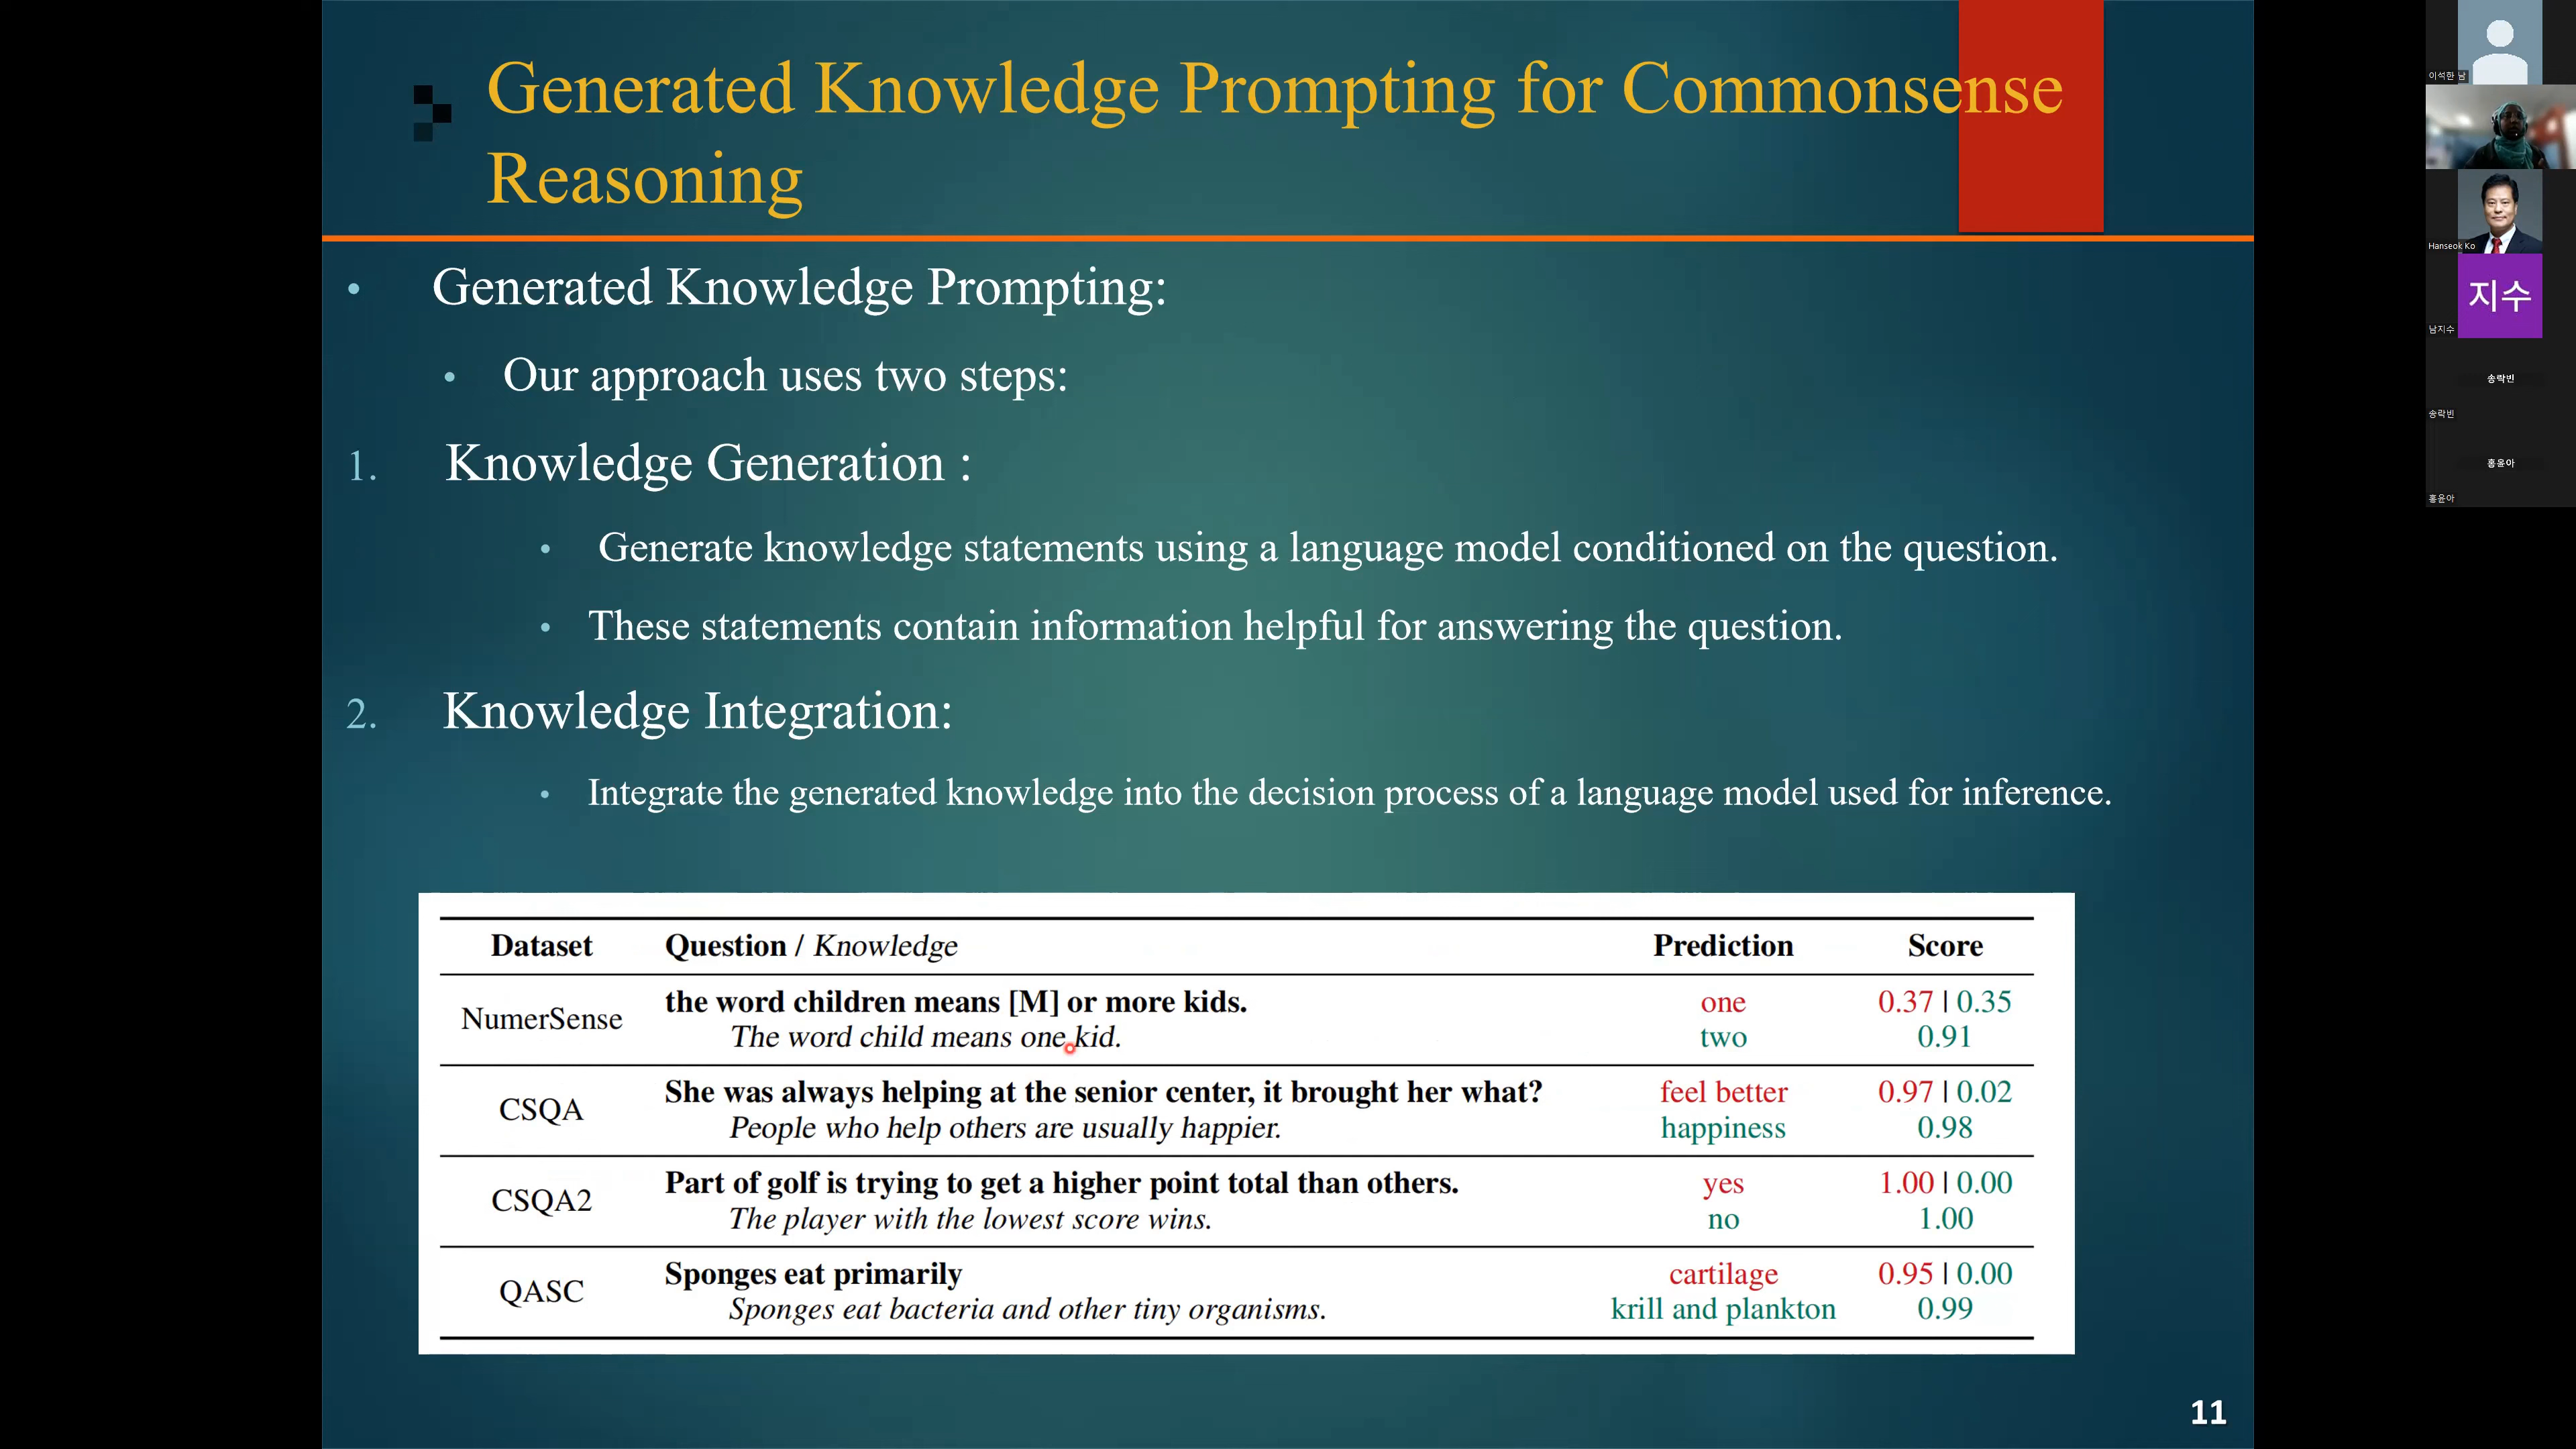 Generated Knowledge Prompting for Commonsense
Reasoning
• Generated Knowledge Prompting:
• Our approach uses two steps:
1. Knowledge Generation :
• Generate knowledge statements using a language model conditioned on the question.
• These statements contain information helpful for answering the question.
2. Knowledge Integration:
• Integrate the generated knowledge into the decision process of a language model used for inference.
Dataset Question / Knowledge Prediction Score
NumerSense
the word children means [M] or more kids. one 0.37 | 0.35
The word child means one kid. two 0.91
CSQA
She was always helping at the senior center, it brought her what? feel better 0.97 | 0.02
People who help others are usually happier. happiness 0.98
CSQA2
Part of golf is trying to get a higher point total than others. yes 1.00 | 0.00
The player with the lowest score wins. no 1.00
QASC
Sponges eat primarily cartilage 0.95 | 0.00
Sponges eat bacteria and other tiny organisms. krill and plankton 0.99
11
이석한 남
Hanseok Ko
지수
남지수
송락빈
송락빈
홍윤아
홍윤아